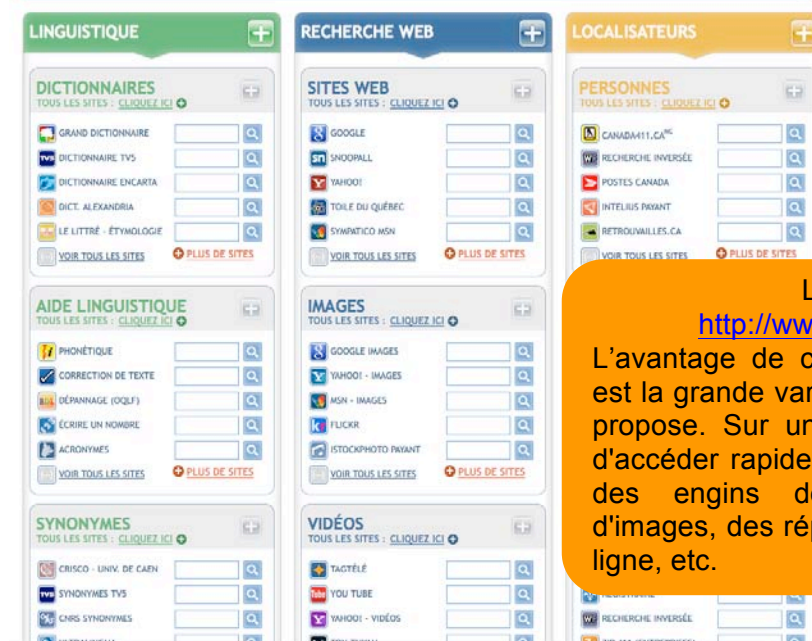 LINGUISTIQUE
DICTIONNAIRES
TOUS LES SITES : CLIQUEZ ICI
GRAND DICTIONNAIRE
DICTIONNAIRE TV5
DICTIONNAIRE ENCARTA
DICT. ALEXANDRIA
LE LITTRÉ - ÉTYMOLOGIE
VOIR TOUS LES SITES PLUS DE SITES
AIDE LINGUISTIQUE
TOUS LES SITES : CLIQUEZ ICI
PHONÉTIQUE
CORRECTION DE TEXTE
DÉPANNAGE (OQLF)
ÉCRIRE UN NOMBRE
ACRONYMES
VOIR TOUS LES SITES PLUS DE SITES
SYNONYMES
TOUS LES SITES : CLIQUEZ ICI
CRISCO - UNIV. DE CAEN
SYNONYMES TV5
CNRS SYNONYMES
RECHERCHE WEB
SITES WEB
TOUS LES SITES : CLIQUEZ ICI
GOOGLE
SNOOPALL
YAHOO!
TOILE DU QUÉBEC
SYMPATICO MSN
VOIR TOUS LES SITES PLUS DE SITES
IMAGES
TOUS LES SITES : CLIQUEZ ICI
GOOGLE IMAGES
YAHOO! - IMAGES
MSN - IMAGES
FLICKR
ISTOCKPHOTO PAYANT
VOIR TOUS LES SITES PLUS DE SITES
VIDÉOS
TOUS LES SITES : CLIQUEZ ICI
TAGTÉLÉ
YOU TUBE
YAHOO! - VIDÉOS
LOCALISATEURS
PERSONNES
TOUS LES SITES : CLIQUEZ ICI
CANADA411.CA MC
RECHERCHE INVERSÉE
POSTES CANADA
INTELIUS PAYANT
RETROUVAILLES.CA
VOIR TOUS LES SITES PLUS DE SITES
L
http://ww
L'avantage de c
est la grande var
propose. Sur un
d'accéder rapide
des engins d
d'images, des rép
ligne, etc.
RECHERCHE INVERSÉE